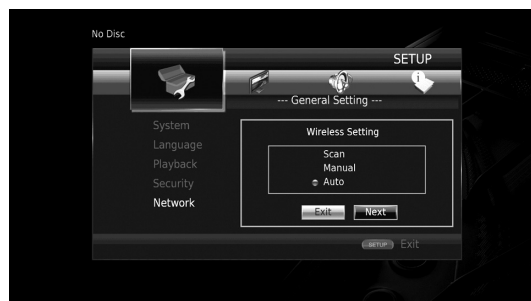 No Disc
SETUP
--- General Setting ---
System
Language
Playback
Security
Network
Wireless Setting
Scan
Manual
Auto
Exit Next
SETUP Exit